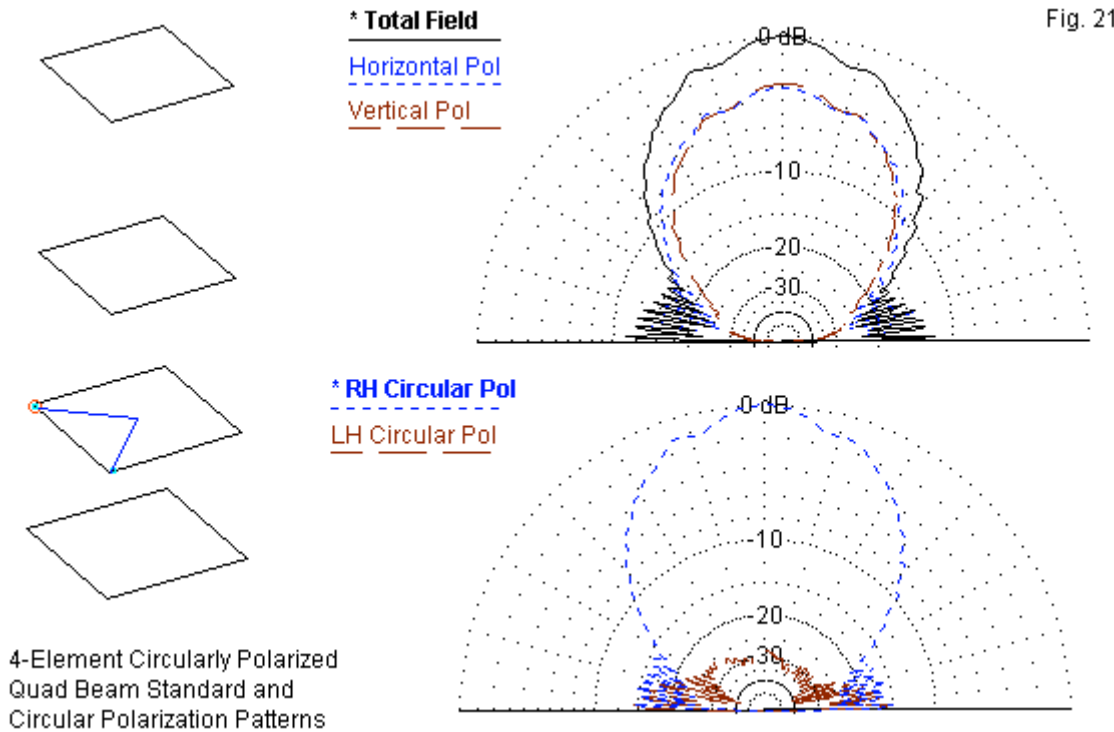 * Total Field
Horizontal Pol
Vertical Pol
Fig. 21
0 dB
-10
-20
-30
* RH Circular Pol
LH Circular Pol
0 dB
-10
-20
-30
4-Element Circularly Polarized
Quad Beam Standard and
Circular Polarization Patterns